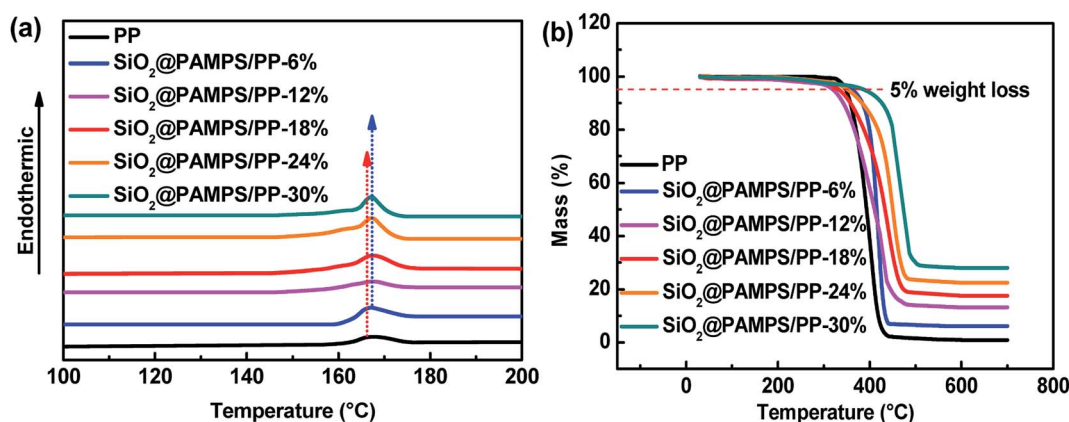 (a)
PP
SiO₂@PAMPS/PP-6%
SiO₂@PAMPS/PP-12%
SiO₂@PAMPS/PP-18%
SiO₂@PAMPS/PP-24%
SiO₂@PAMPS/PP-30%
Endothermic
100 120 140 160 180 200
Temperature (°C)
(b)
120
100
80
60
40
20
0
Mass (%)
5% weight loss
PP
SiO₂@PAMPS/PP-6%
SiO₂@PAMPS/PP-12%
SiO₂@PAMPS/PP-18%
SiO₂@PAMPS/PP-24%
SiO₂@PAMPS/PP-30%
0 200 400 600 800
Temperature (°C)